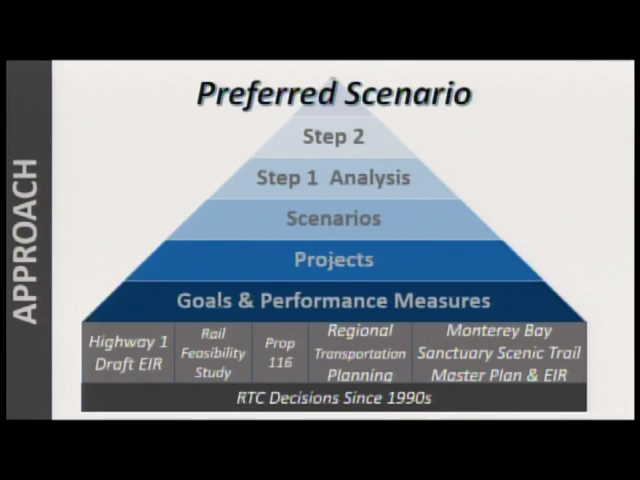 Preferred Scenario
Step 2
Step 1 Analysis
Scenarios
Projects
Goals & Performance Measures
Highway 1
Draft EIR
Rail
Feasibility
Study
Prop
116
Regional
Transportation
Planning
Monterey Bay
Sanctuary Scenic Trail
Master Plan & EIR
RTC Decisions Since 1990s
APPROACH